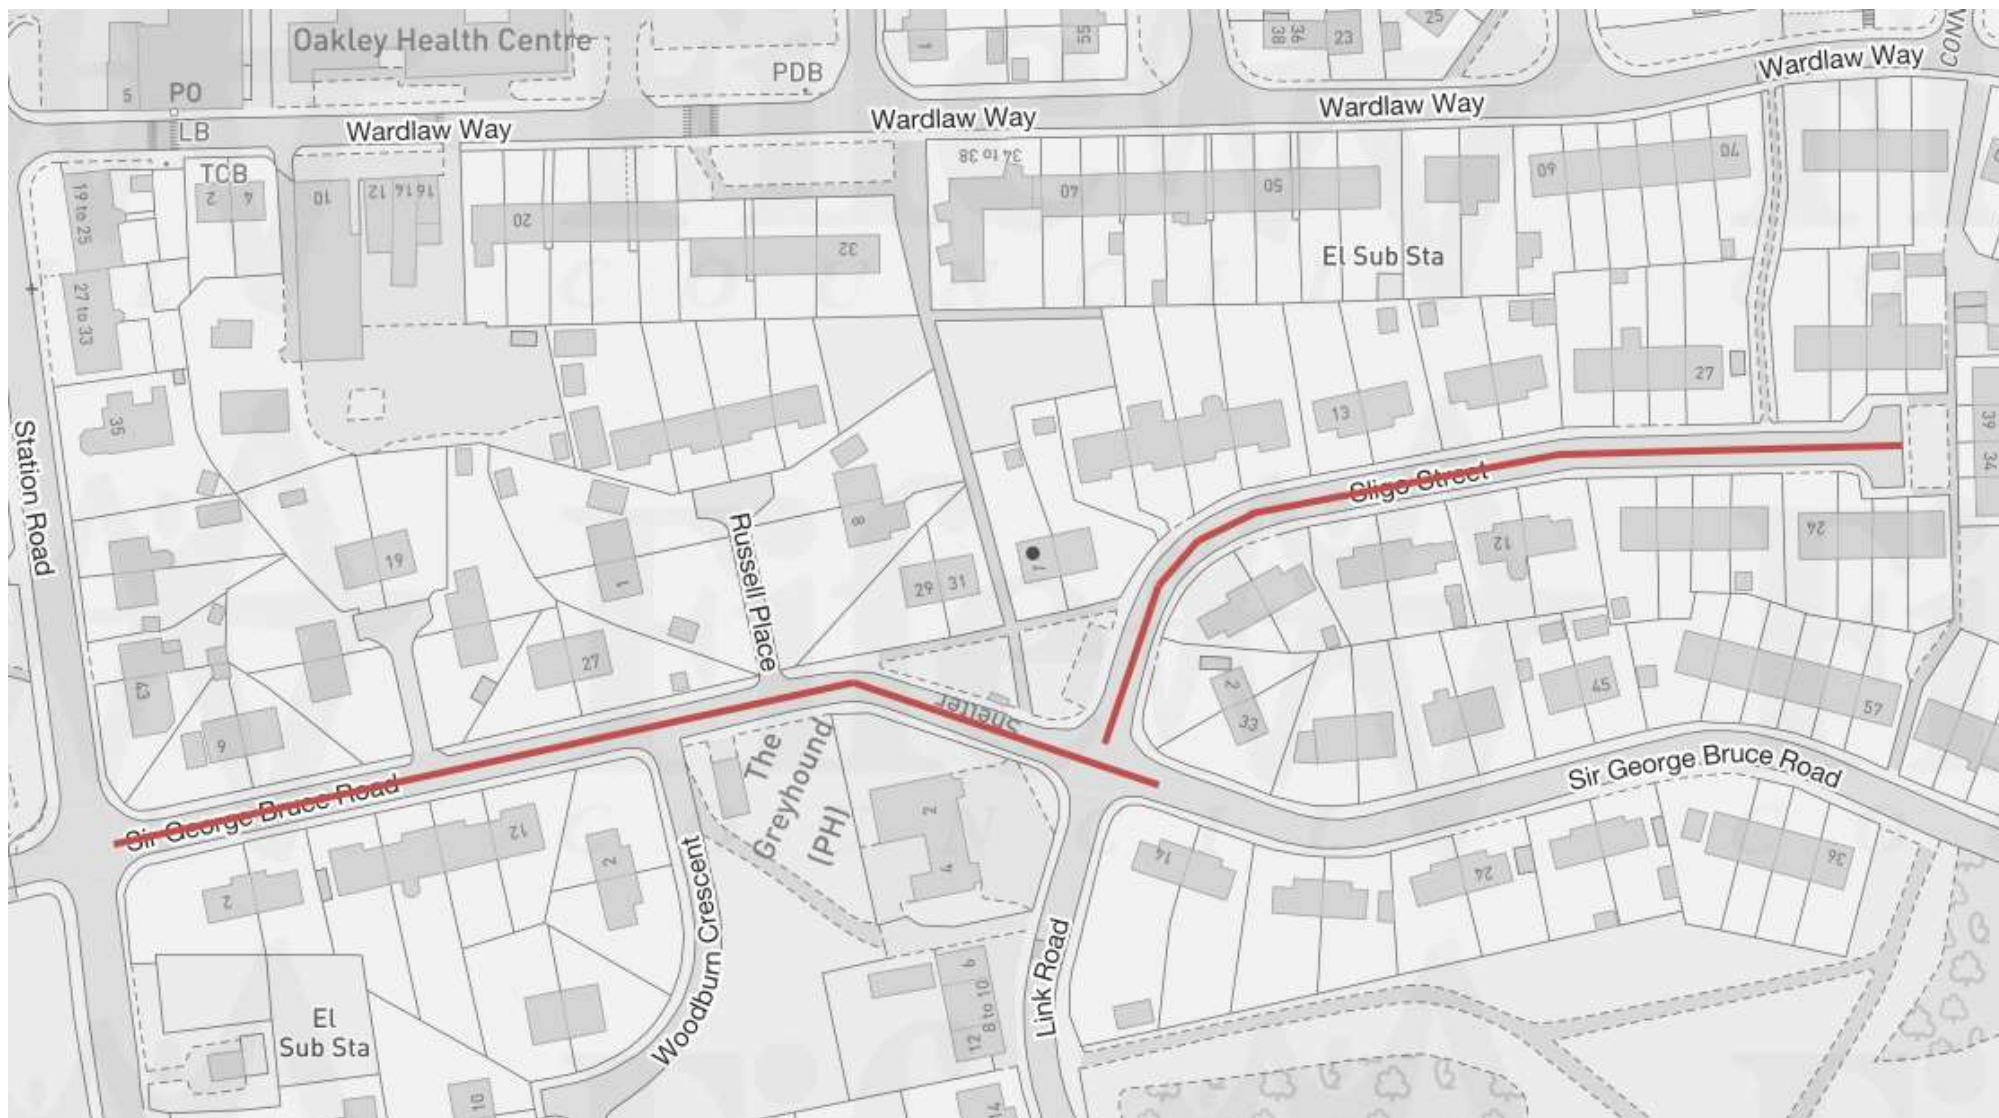 Oakley Health Centre
PO
5
LB
PDB
1
55
38
36
23
25
Wardlaw Way
Wardlaw Way
Wardlaw Way
Wardlaw Way
TCB
2
4
19 to 25
27 to 33
10
12
14
16
20
32
34 to 38
40
50
60
70
El Sub Sta
27
13
35
Station Road
Sligo Street
39
34
24
12
19
1
8
29
31
Russell Place
27
43
9
2
33
45
57
Shelter
Sir George Bruce Road
Sir George Bruce Road
The
Greyhound
(PH)
2
4
12
2
2
14
24
36
Woodburn Crescent
Link Road
6
8 to 10
12
14
10
El
Sub Sta